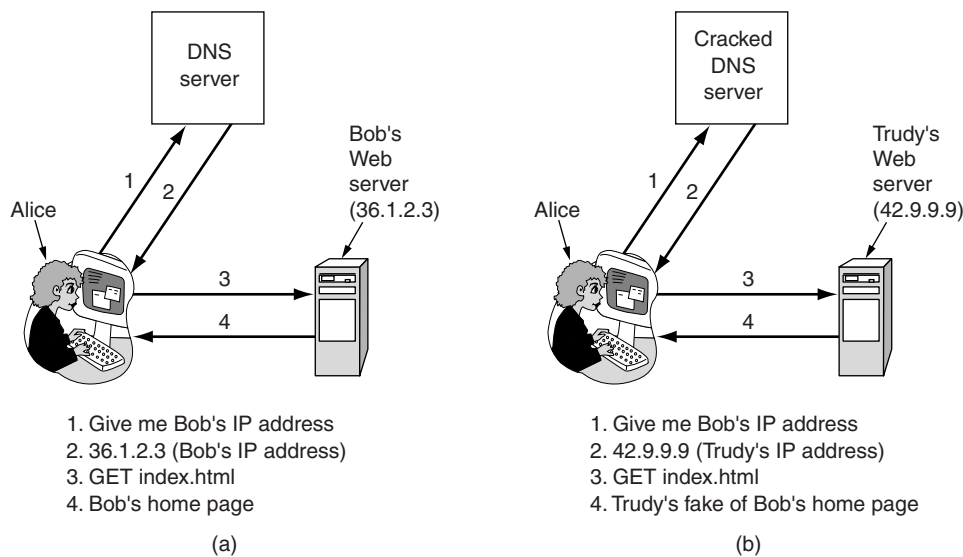 DNS
server
1
2
Alice
Bob's
Web
server
(36.1.2.3)
3
4
1. Give me Bob's IP address
2. 36.1.2.3 (Bob's IP address)
3. GET index.html
4. Bob's home page
(a)
Cracked
DNS
server
1
2
Alice
Trudy's
Web
server
(42.9.9.9)
3
4
1. Give me Bob's IP address
2. 42.9.9.9 (Trudy's IP address)
3. GET index.html
4. Trudy's fake of Bob's home page
(b)